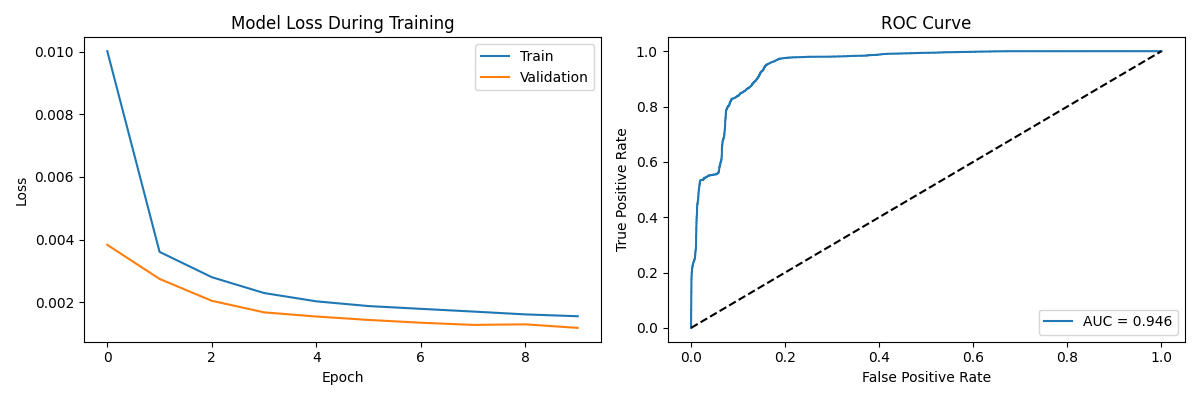 Model Loss During Training
0.010
0.008
0.006
0.004
0.002
Loss
0 2 4 6 8
Epoch
Train
Validation
ROC Curve
1.0
0.8
0.6
0.4
0.2
0.0
True Positive Rate
0.0 0.2 0.4 0.6 0.8 1.0
False Positive Rate
AUC = 0.946